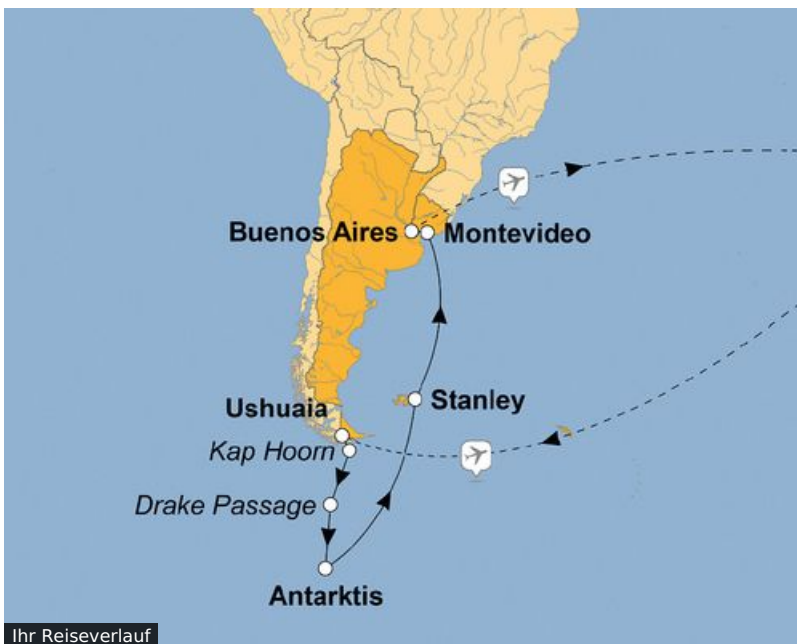 Buenos Aires
Montevideo
Stanley
Ushuaia
Kap Hoorn
Drake Passage
Antarktis
Ihr Reiseverlauf